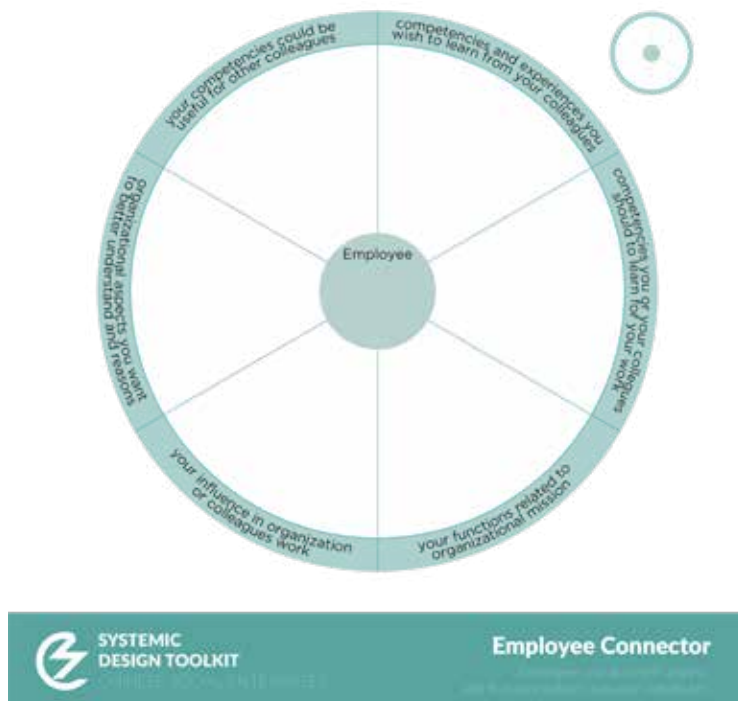 your competencies could be
useful for other colleagues
competencies and experiences you
wish to learn from your colleagues
competencies you or your colleagues
should to learn for your work
your functions related to
organizational mission
your influence in organization
or colleagues work
organizational aspects you want
to better understand and reasons
Employee
SYSTEMIC
DESIGN TOOLKIT
Employee Connector